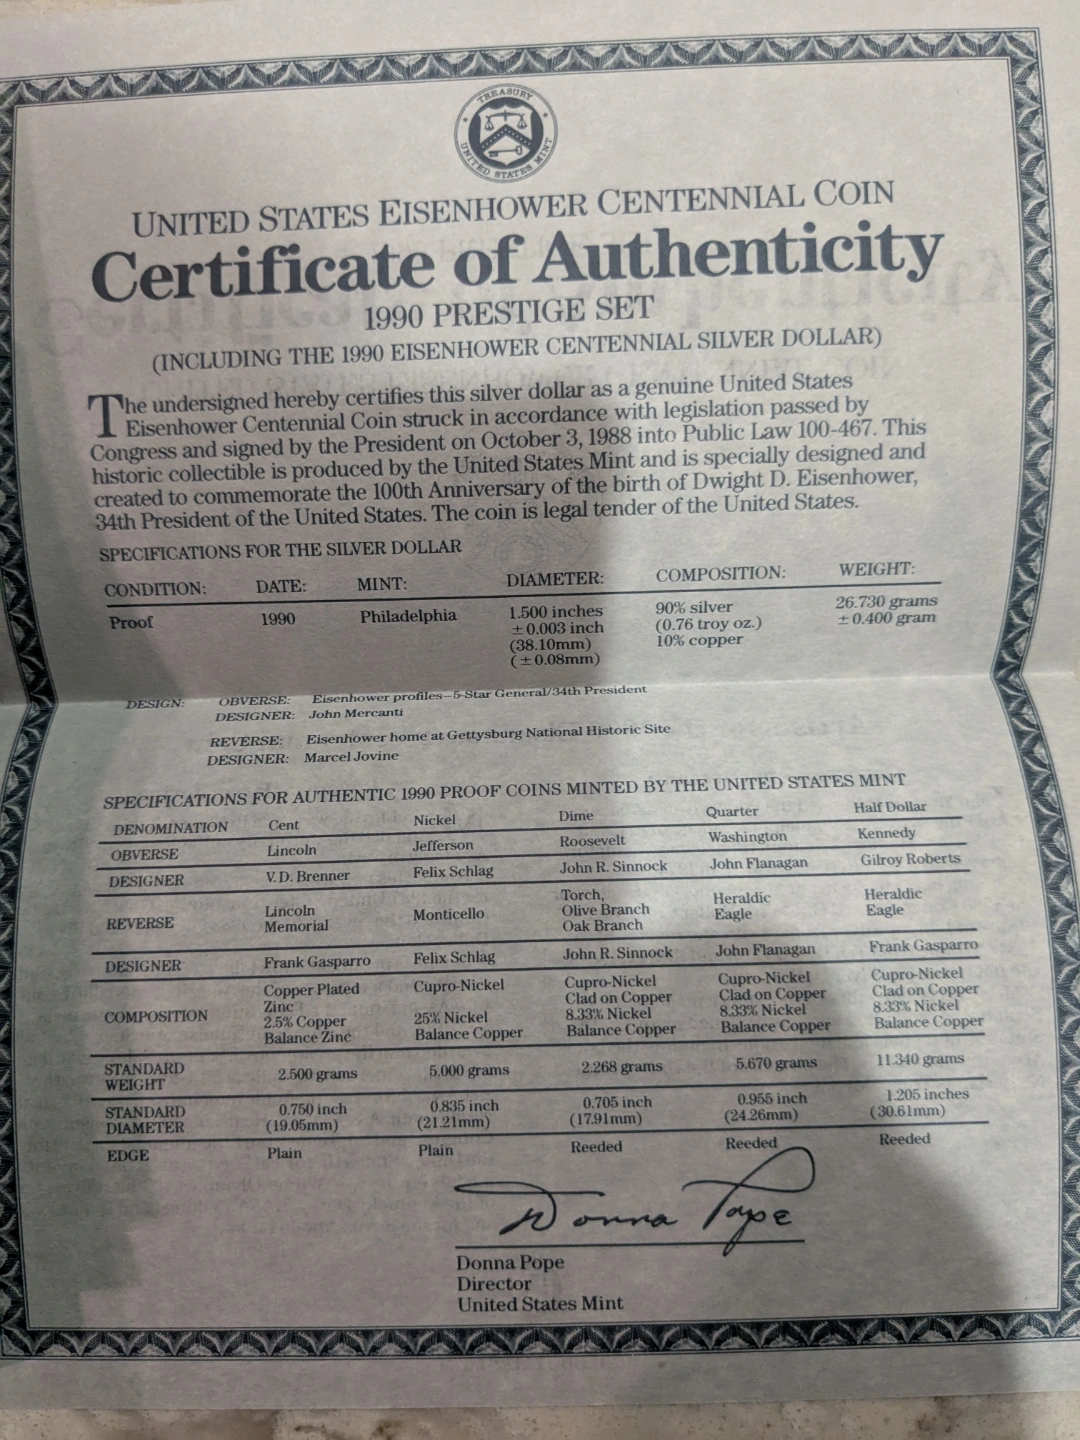 TREASURY
UNITED STATES MINT
UNITED STATES EISENHOWER CENTENNIAL COIN
Certificate of Authenticity
1990 PRESTIGE SET
(INCLUDING THE 1990 EISENHOWER CENTENNIAL SILVER DOLLAR)
The undersigned hereby certifies this silver dollar as a genuine United States
Eisenhower Centennial Coin struck in accordance with legislation passed by
Congress and signed by the President on October 3, 1988 into Public Law 100-467. This
historic collectible is produced by the United States Mint and is specially designed and
created to commemorate the 100th Anniversary of the birth of Dwight D. Eisenhower,
34th President of the United States. The coin is legal tender of the United States.
SPECIFICATIONS FOR THE SILVER DOLLAR
CONDITION: DATE: MINT: DIAMETER: COMPOSITION: WEIGHT:
Proof 1990 Philadelphia 1.500 inches 90% silver 26.730 grams
±0.003 inch (0.76 troy oz.) ±0.400 gram
(38.10mm) 10% copper
(±0.08mm)
DESIGN: OBVERSE: Eisenhower profiles—5-Star General/34th President
DESIGNER: John Mercanti
REVERSE: Eisenhower home at Gettysburg National Historic Site
DESIGNER: Marcel Jovine
SPECIFICATIONS FOR AUTHENTIC 1990 PROOF COINS MINTED BY THE UNITED STATES MINT
DENOMINATION Cent Nickel Dime Quarter Half Dollar
OBVERSE Lincoln Jefferson Roosevelt Washington Kennedy
DESIGNER V.D. Brenner Felix Schlag John R. Sinnock John Flanagan Gilroy Roberts
REVERSE Lincoln Monticello Torch, Heraldic Heraldic
Memorial Olive Branch Eagle Eagle
Oak Branch
DESIGNER Frank Gasparro Felix Schlag John R. Sinnock John Flanagan Frank Gasparro
COMPOSITION Copper Plated Cupro-Nickel Cupro-Nickel Cupro-Nickel Cupro-Nickel
Zinc Clad on Copper Clad on Copper Clad on Copper
2.5% Copper 25% Nickel 8.33% Nickel 8.33% Nickel 8.33% Nickel
Balance Zinc Balance Copper Balance Copper Balance Copper Balance Copper
STANDARD WEIGHT 2.500 grams 5.000 grams 2.268 grams 5.670 grams 11.340 grams
STANDARD 0.750 inch 0.835 inch 0.705 inch 0.955 inch 1.205 inches
DIAMETER (19.05mm) (21.21mm) (17.91mm) (24.26mm) (30.61mm)
EDGE Plain Plain Reeded Reeded Reeded
Donna Pope
Donna Pope
Director
United States Mint